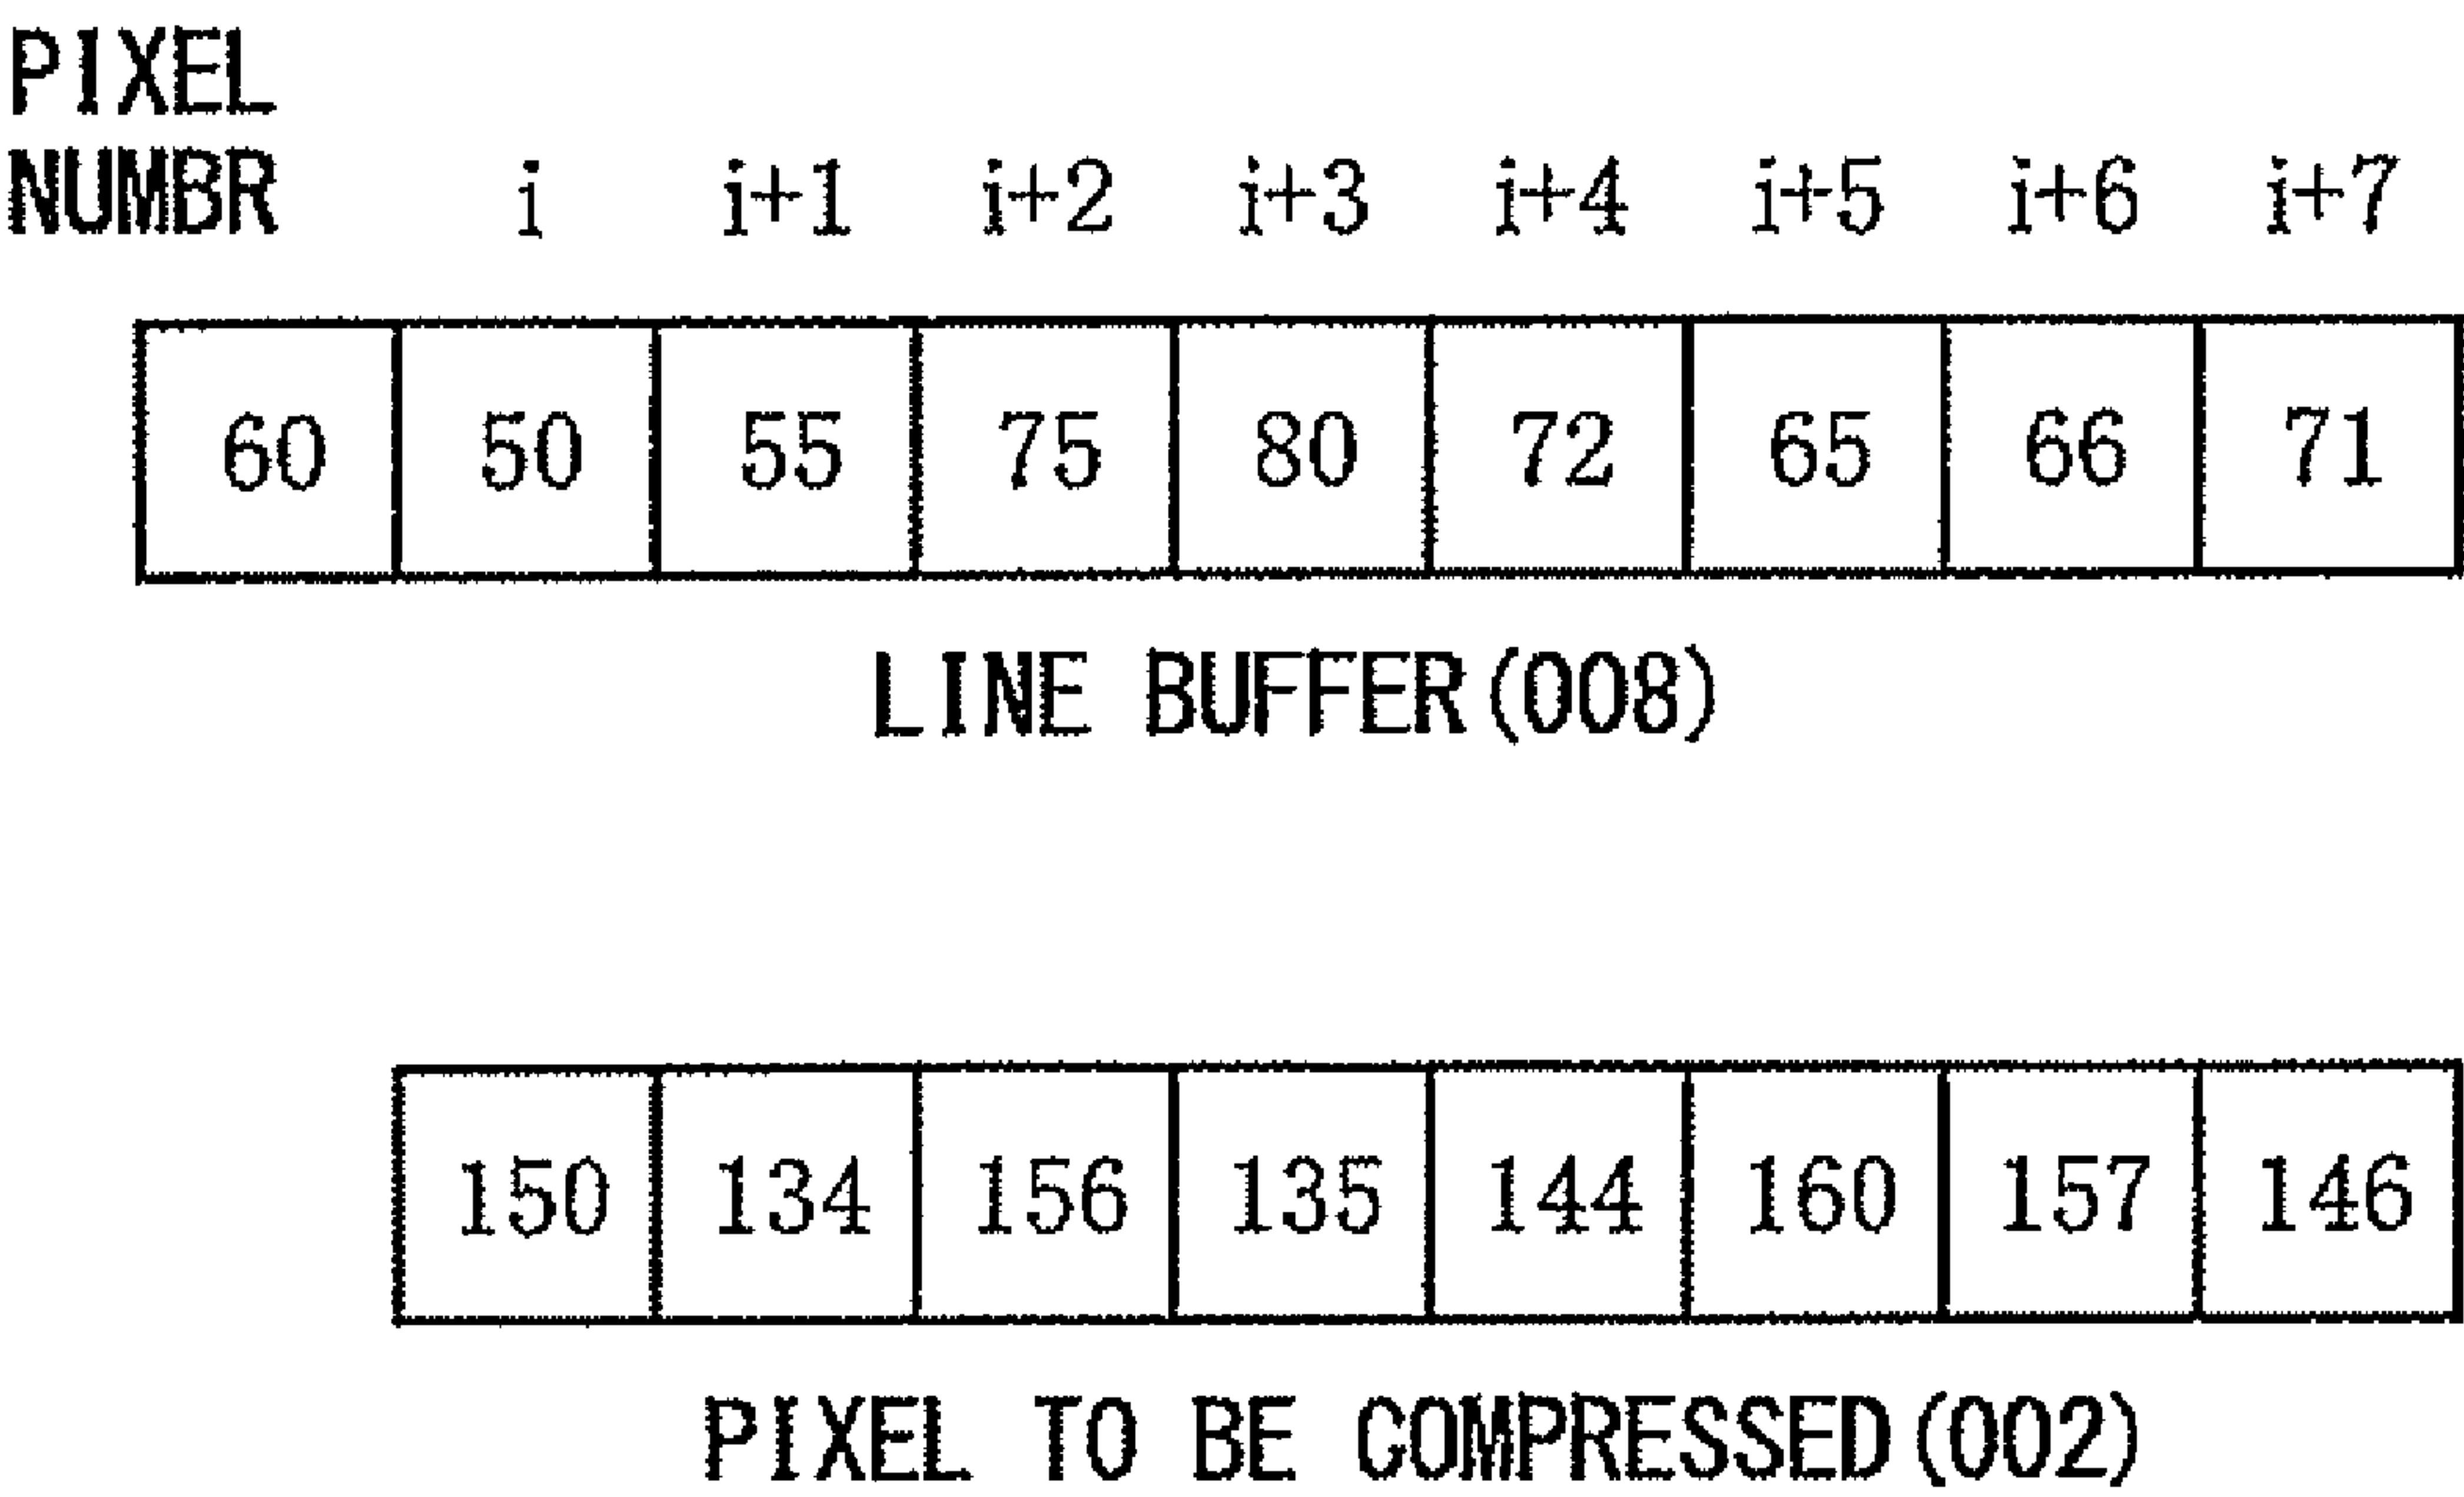 PIXEL
NUMBR i i+1 i+2 i+3 i+4 i+5 i+6 i+7
60 50 55 75 80 72 65 66 71
LINE BUFFER(008)
150 134 156 135 144 160 157 146
PIXEL TO BE COMPRESSED(002)